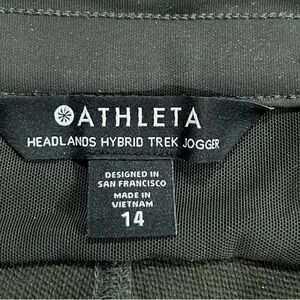 ATHLETA
HEADLANDS HYBRID TREK JOGGER
DESIGNED IN
SAN FRANCISCO
MADE IN
VIETNAM
14